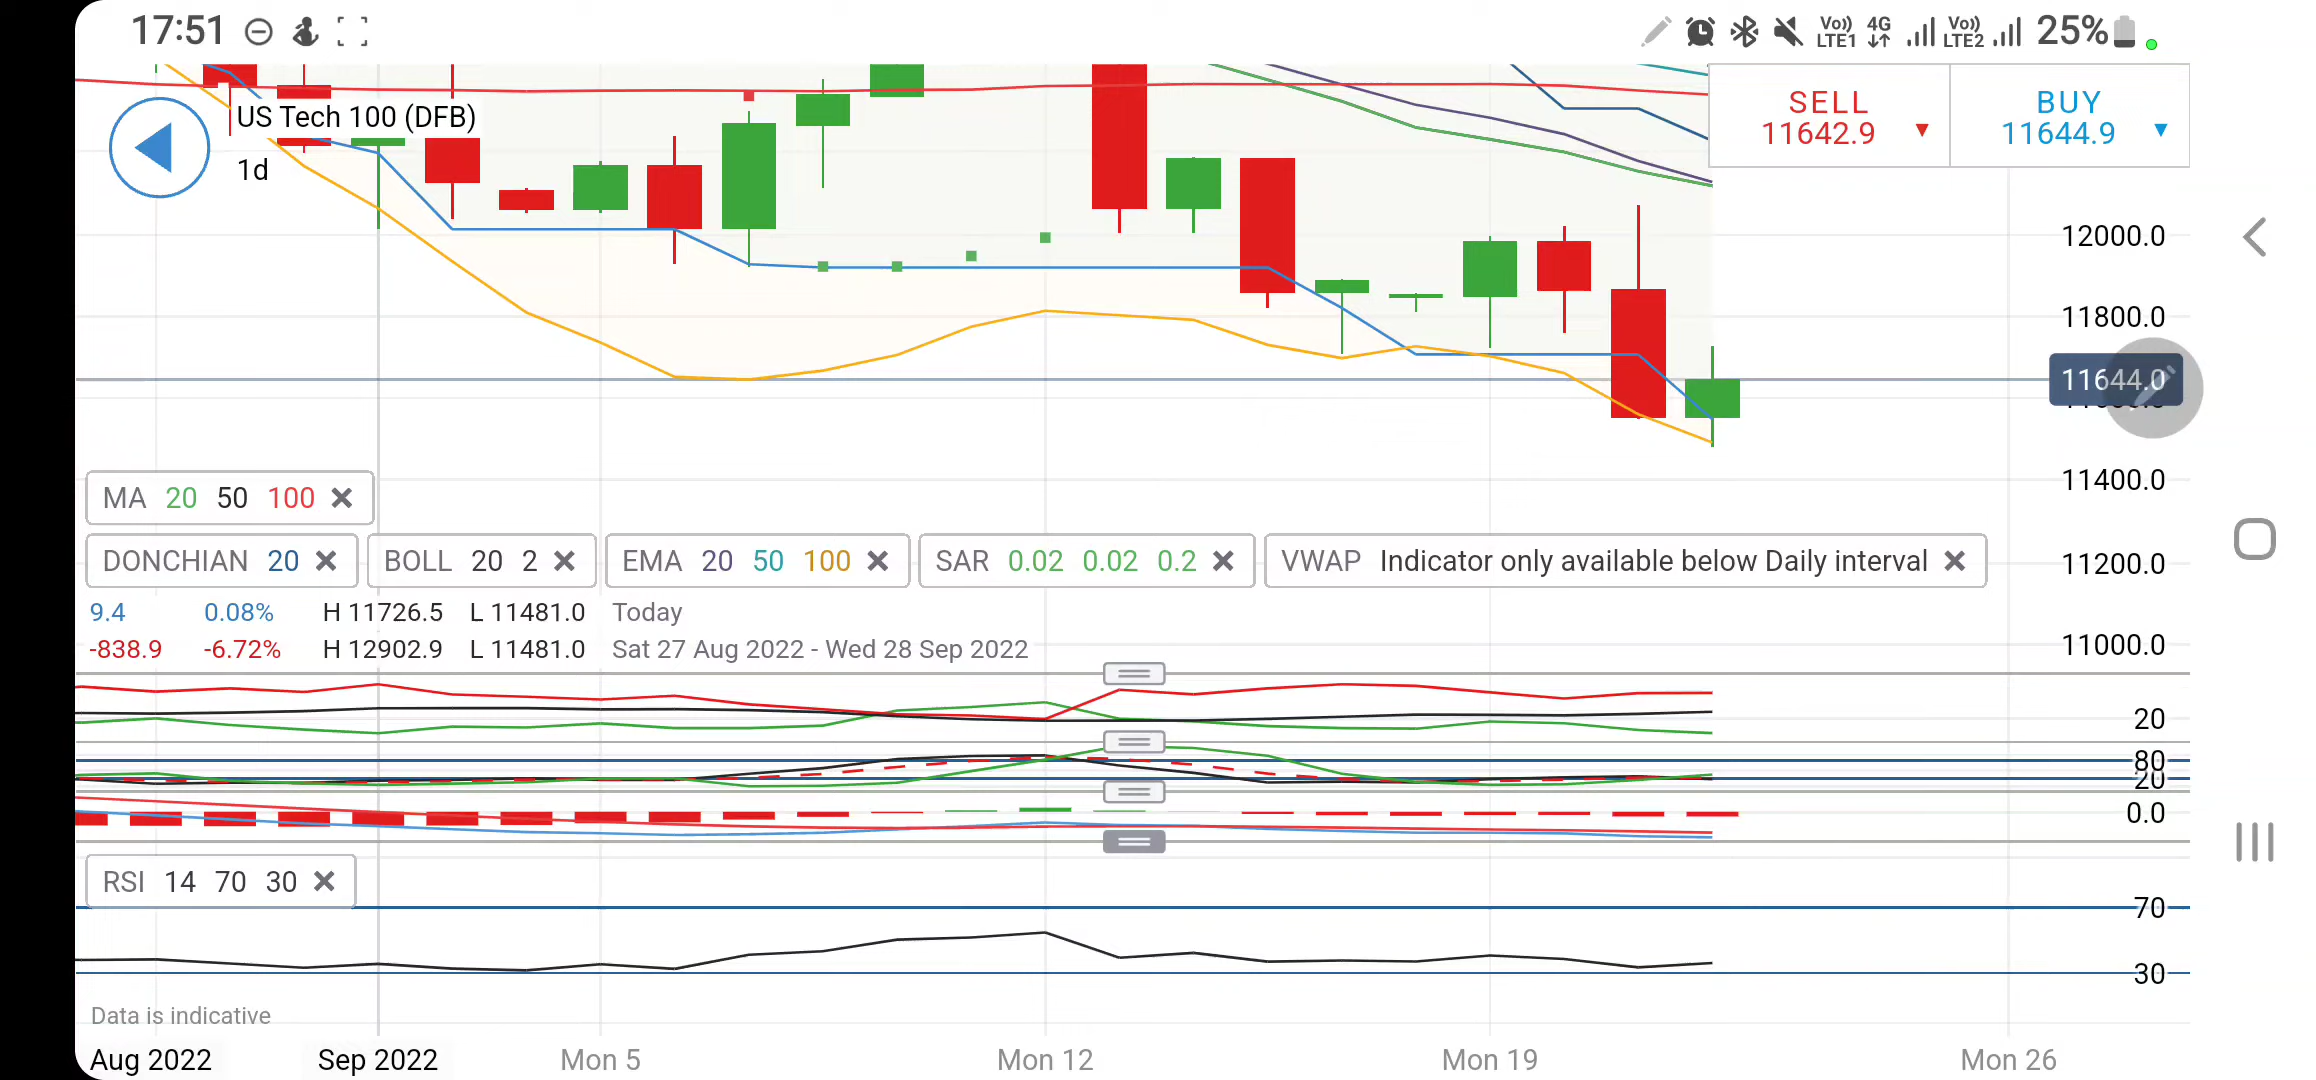 17:51 Vo)) LTE1 4G Vo)) LTE2 25%
US Tech 100 (DFB)
1d
SELL
11642.9
BUY
11644.9
12000.0
11800.0
11644.0
11400.0
11200.0
11000.0
MA 20 50 100
DONCHIAN 20 BOLL 20 2 EMA 20 50 100 SAR 0.02 0.02 0.2 VWAP Indicator only available below Daily interval
9.4 0.08% H 11726.5 L 11481.0 Today
-838.9 -6.72% H 12902.9 L 11481.0 Sat 27 Aug 2022 - Wed 28 Sep 2022
20
80
20
0.0
RSI 14 70 30
70
30
Data is indicative
Aug 2022 Sep 2022 Mon 5 Mon 12 Mon 19 Mon 26